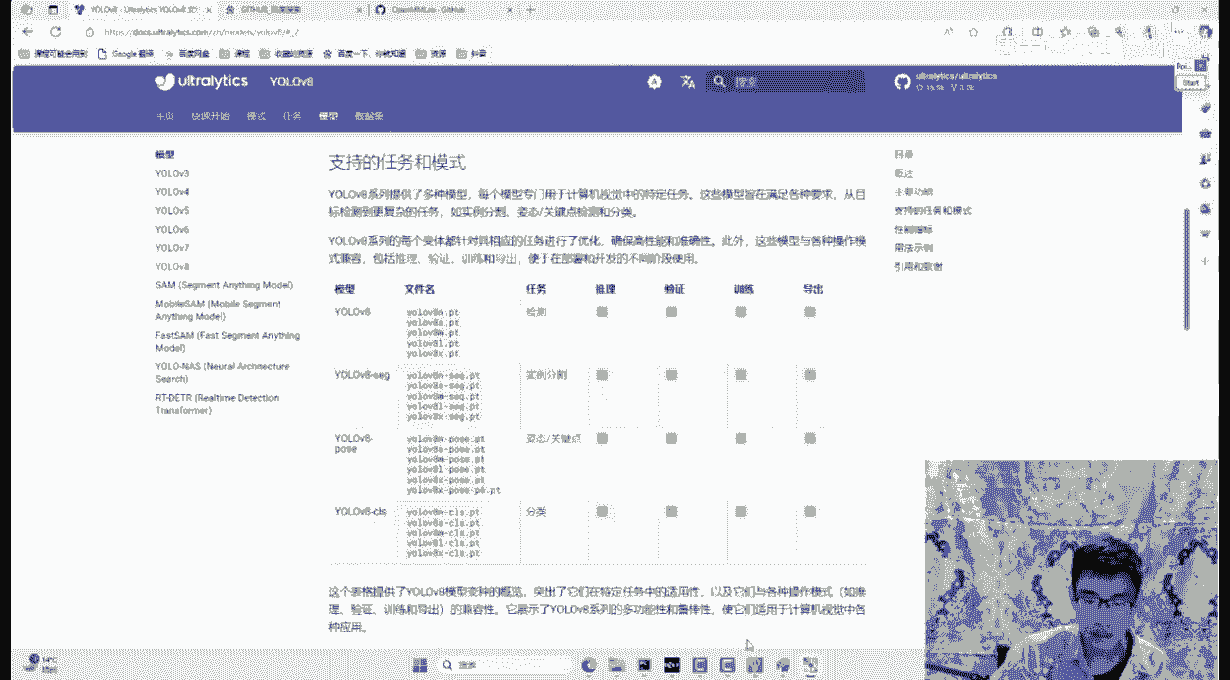 YOLOv8 - Ultralytics YOLOv8 文
GITHUB_百度搜索
OpenMMLab · GitHub
https://docs.ultralytics.com/zh/models/yolov8/#_2
课程可能会用到
Google 翻译
百度网盘
课程
收藏的资源
百度一下，你就知道
资源
抖音
Start
ultralytics YOLOv8
搜索
ultralytics/ultralytics
主页 快速开始 模式 任务 模型 数据集
模型
YOLOv3
YOLOv4
YOLOv5
YOLOv6
YOLOv7
YOLOv8
SAM (Segment Anything Model)
MobileSAM (Mobile Segment
Anything Model)
FastSAM (Fast Segment Anything
Model)
YOLO-NAS (Neural Architecture
Search)
RT-DETR (Realtime Detection
Transformer)
支持的任务和模式
YOLOv8系列提供了多种模型，每个模型专门用于计算机视觉中的特定任务。这些模型旨在满足各种要求，从目
标检测到更复杂的任务，如实例分割、姿态/关键点检测和分类。
YOLOv8系列的每个变体都针对其相应的任务进行了优化，确保高性能和准确性。此外，这些模型与各种操作模
式兼容，包括推理、验证、训练和导出，便于在部署和开发的不同阶段使用。
模型 文件名 任务 推理 验证 训练 导出
YOLOv8 yolov8n.pt 检测
yolov8s.pt
yolov8m.pt
yolov8l.pt
yolov8x.pt
YOLOv8-seg yolov8n-seg.pt 实例分割
yolov8s-seg.pt
yolov8m-seg.pt
yolov8l-seg.pt
yolov8x-seg.pt
YOLOv8-
pose
yolov8n-pose.pt 姿态/关键点
yolov8s-pose.pt
yolov8m-pose.pt
yolov8l-pose.pt
yolov8x-pose.pt
yolov8x-pose-p6.pt
YOLOv8-cls yolov8n-cls.pt 分类
yolov8s-cls.pt
yolov8m-cls.pt
yolov8l-cls.pt
yolov8x-cls.pt
这个表格提供了YOLOv8模型变种的概览，突出了它们在特定任务中的适用性，以及它们与各种操作模式（如推
理、验证、训练和导出）的兼容性。它展示了YOLOv8系列的多功能性和鲁棒性，使它们适用于计算机视觉中各
种应用。
目录
概述
主要功能
支持的任务和模式
性能指标
用法示例
引用和致谢
14°C
搜索